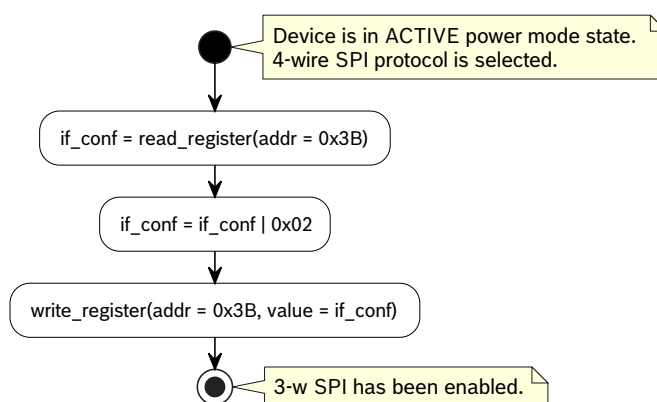 Device is in ACTIVE power mode state.
4-wire SPI protocol is selected.
if_conf = read_register(addr = 0x3B)
if_conf = if_conf | 0x02
write_register(addr = 0x3B, value = if_conf)
3-w SPI has been enabled.